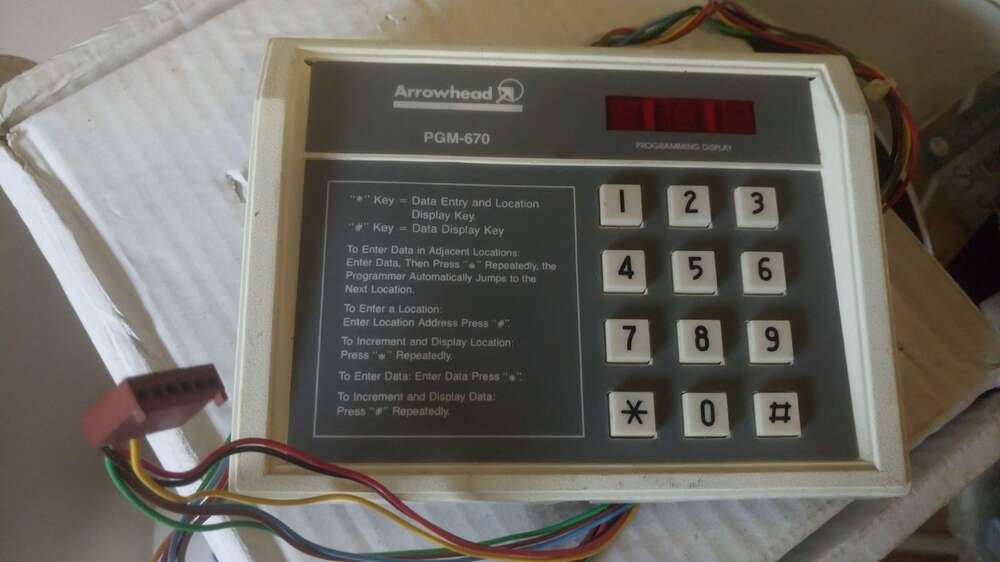 Arrowhead
PGM-670
PROGRAMMING DISPLAY
"*" Key = Data Entry and Location
Display Key.
"#" Key = Data Display Key
To Enter Data in Adjacent Locations:
Enter Data, Then Press "*" Repeatedly, the
Programmer Automatically Jumps to the
Next Location.
To Enter a Location:
Enter Location Address Press "#".
To Increment and Display Location:
Press "*" Repeatedly.
To Enter Data: Enter Data Press "*".
To Increment and Display Data:
Press "#" Repeatedly.
1 2 3
4 5 6
7 8 9
* 0 #